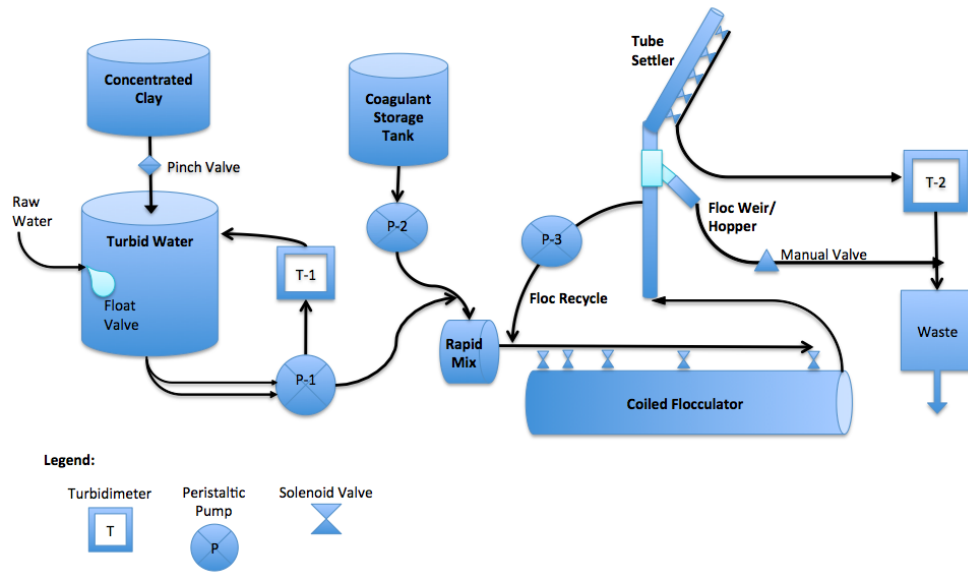 Concentrated
Clay
Pinch Valve
Raw
Water
Turbid Water
Float
Valve
T-1
P-1
Coagulant
Storage
Tank
P-2
Rapid
Mix
P-3
Floc Recycle
Tube
Settler
Floc Weir/
Hopper
Manual Valve
T-2
Waste
Coiled Flocculator
Legend:
Turbidimeter
T
Peristaltic
Pump
P
Solenoid Valve